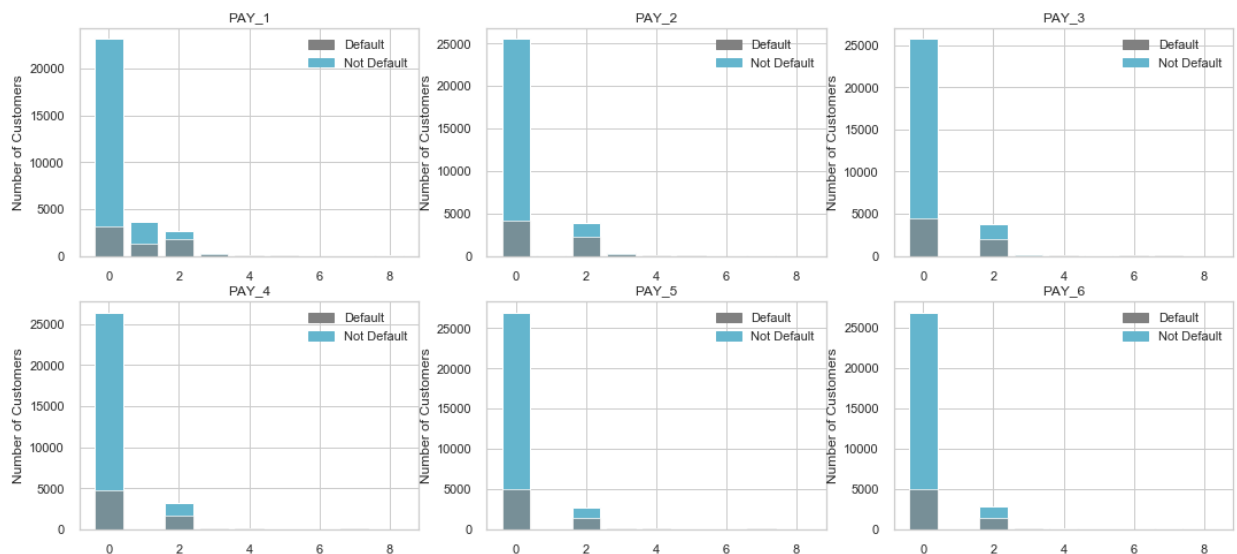 PAY_1
Number of Customers
20000
15000
10000
5000
0
0 2 4 6 8
Default
Not Default
PAY_2
Number of Customers
25000
20000
15000
10000
5000
0
0 2 4 6 8
Default
Not Default
PAY_3
Number of Customers
25000
20000
15000
10000
5000
0
0 2 4 6 8
Default
Not Default
PAY_4
Number of Customers
25000
20000
15000
10000
5000
0
0 2 4 6 8
Default
Not Default
PAY_5
Number of Customers
25000
20000
15000
10000
5000
0
0 2 4 6 8
Default
Not Default
PAY_6
Number of Customers
25000
20000
15000
10000
5000
0
0 2 4 6 8
Default
Not Default